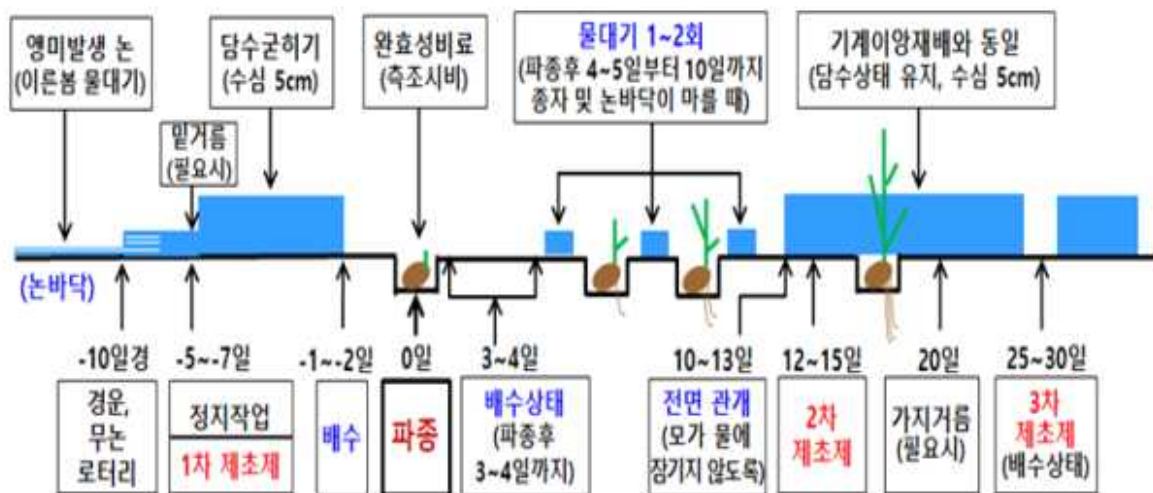 앵미발생 논
(이른봄 물대기)
담수굳히기
(수심 5cm)
완효성비료
(측조시비)
물대기 1~2회
(파종후 4~5일부터 10일까지
종자 및 논바닥이 마를 때)
기계이앙재배와 동일
(담수상태 유지, 수심 5cm)
밑거름
(필요시)
(논바닥)
-10일경
-5~-7일
-1~-2일
0일
3~4일
10~13일
12~15일
20일
25~30일
경운,
무논
로터리
정지작업
1차 제초제
배수
파종
배수상태
(파종후
3~4일까지)
전면 관개
(모가 물에
잠기지 않도록)
2차
제초제
가지거름
(필요시)
3차
제초제
(배수상태)